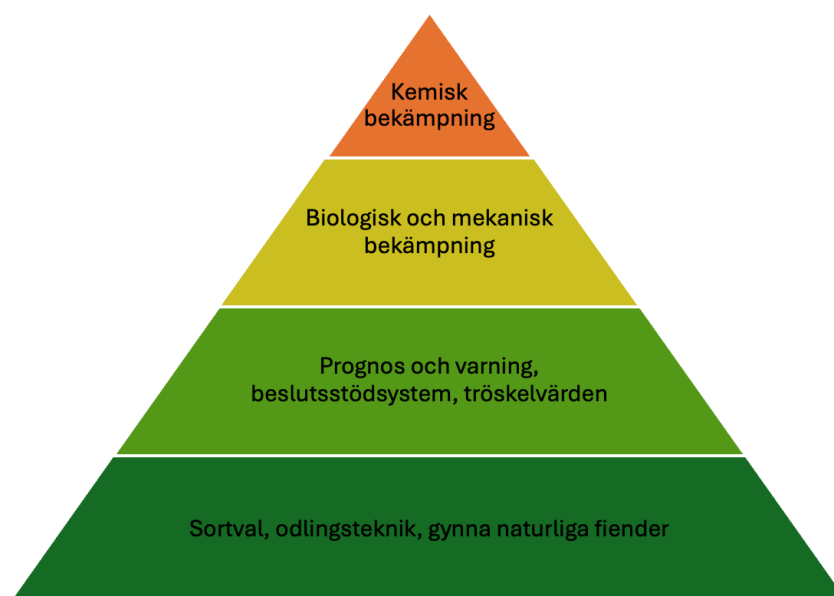 Kemisk
bekämpning
Biologisk och mekanisk
bekämpning
Prognos och varning,
beslutsstödsystem, tröskelvärden
Sortval, odlingsteknik, gynna naturliga fiender